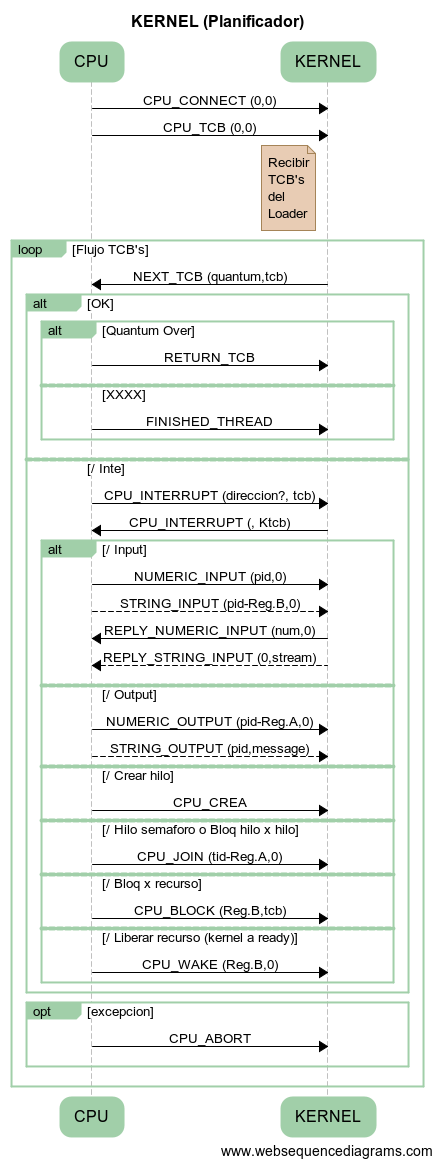 KERNEL (Planificador)
CPU KERNEL
CPU_CONNECT (0,0)
CPU_TCB (0,0)
Recibir
TCB's
del
Loader
loop [Flujo TCB's]
NEXT_TCB (quantum,tcb)
alt [OK]
alt [Quantum Over]
RETURN_TCB
[XXXX]
FINISHED_THREAD
[/ Inte]
CPU_INTERRUPT (direccion?, tcb)
CPU_INTERRUPT (, Ktcb)
alt [/ Input]
NUMERIC_INPUT (pid,0)
STRING_INPUT (pid-Reg.B,0)
REPLY_NUMERIC_INPUT (num,0)
REPLY_STRING_INPUT (0,stream)
[/ Output]
NUMERIC_OUTPUT (pid-Reg.A,0)
STRING_OUTPUT (pid,message)
[/ Crear hilo]
CPU_CREA
[/ Hilo semaforo o Bloq hilo x hilo]
CPU_JOIN (tid-Reg.A,0)
[/ Bloq x recurso]
CPU_BLOCK (Reg.B,tcb)
[/ Liberar recurso (kernel a ready)]
CPU_WAKE (Reg.B,0)
opt [excepcion]
CPU_ABORT
CPU KERNEL
www.websequencediagrams.com